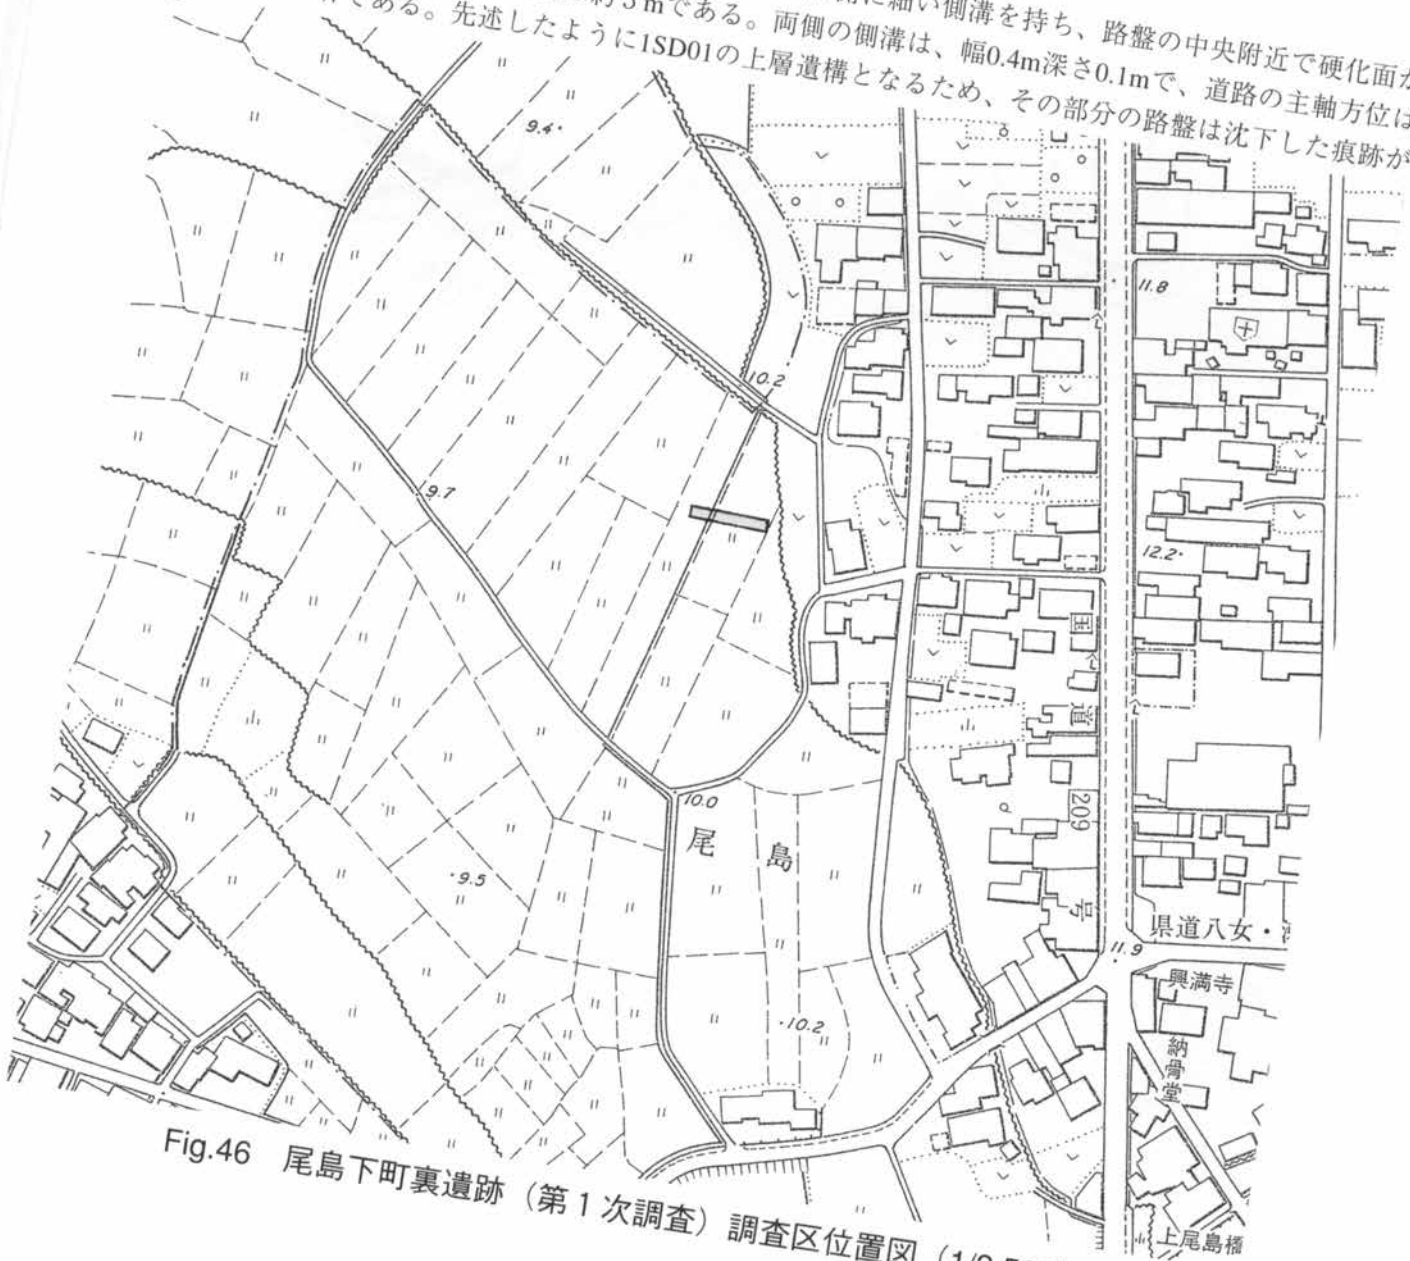 約3mである。
に細い側溝を持ち、路盤の中央附近で硬化面が
である。先述したように1SD01の上層遺構となるため、その部分の路盤は沈下した痕跡が
両側の側溝は、幅0.4m深さ0.1mで、道路の主軸方位は
9.4
10.2
11.8
9.7
12.2
国
道
209
号
10.0
尾島
9.5
10.2
11.9
県道八女・
興満寺
納骨堂
上尾島橋
Fig.46 尾島下町裏遺跡（第1次調査）調査区位置図